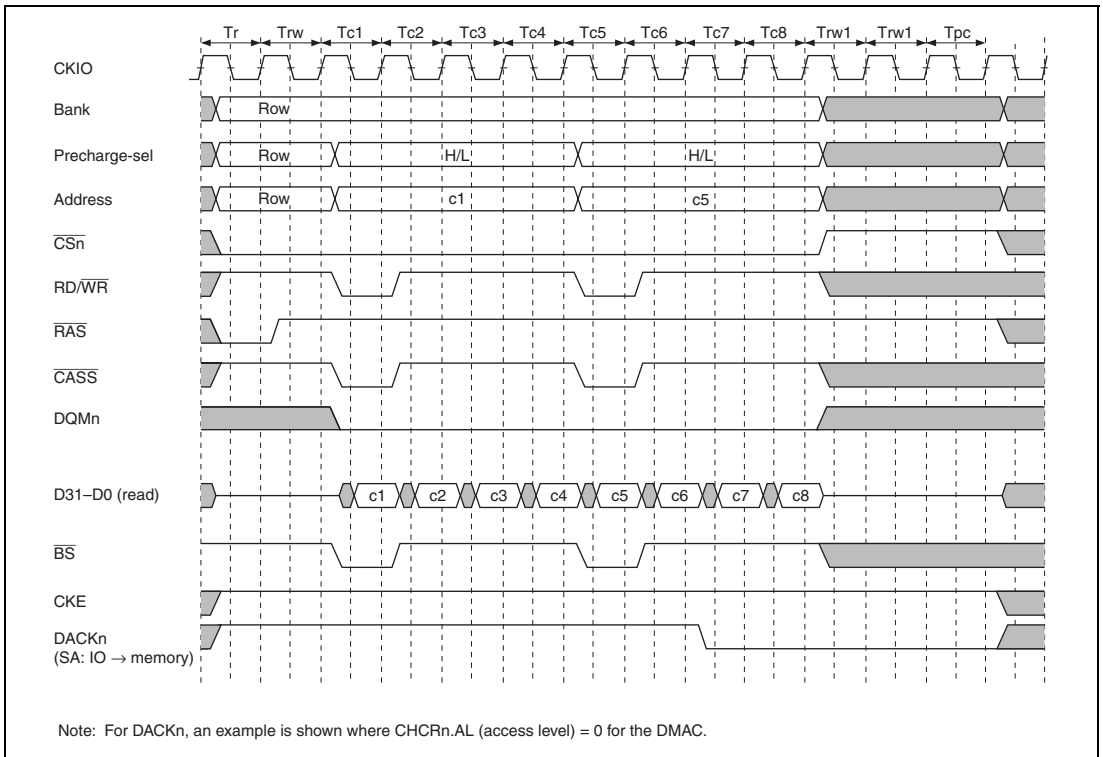 Tr Trw Tc1 Tc2 Tc3 Tc4 Tc5 Tc6 Tc7 Tc8 Trw1 Trw1 Tpc
CKIO
Bank Row
Precharge-sel Row H/L H/L
Address Row c1 c5
CSn
RD/WR
RAS
CASS
DQMn
D31–D0 (read) c1 c2 c3 c4 c5 c6 c7 c8
BS
CKE
DACKn
(SA: IO → memory)
Note: For DACKn, an example is shown where CHCRn.AL (access level) = 0 for the DMAC.